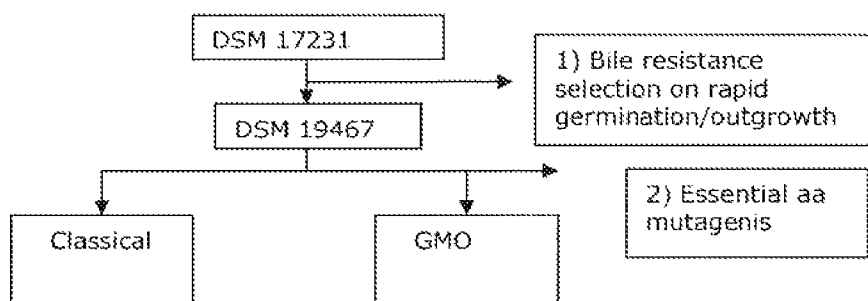 DSM 17231
1) Bile resistance
selection on rapid
germination/outgrowth
DSM 19467
2) Essential aa
mutagenis
Classical
GMO